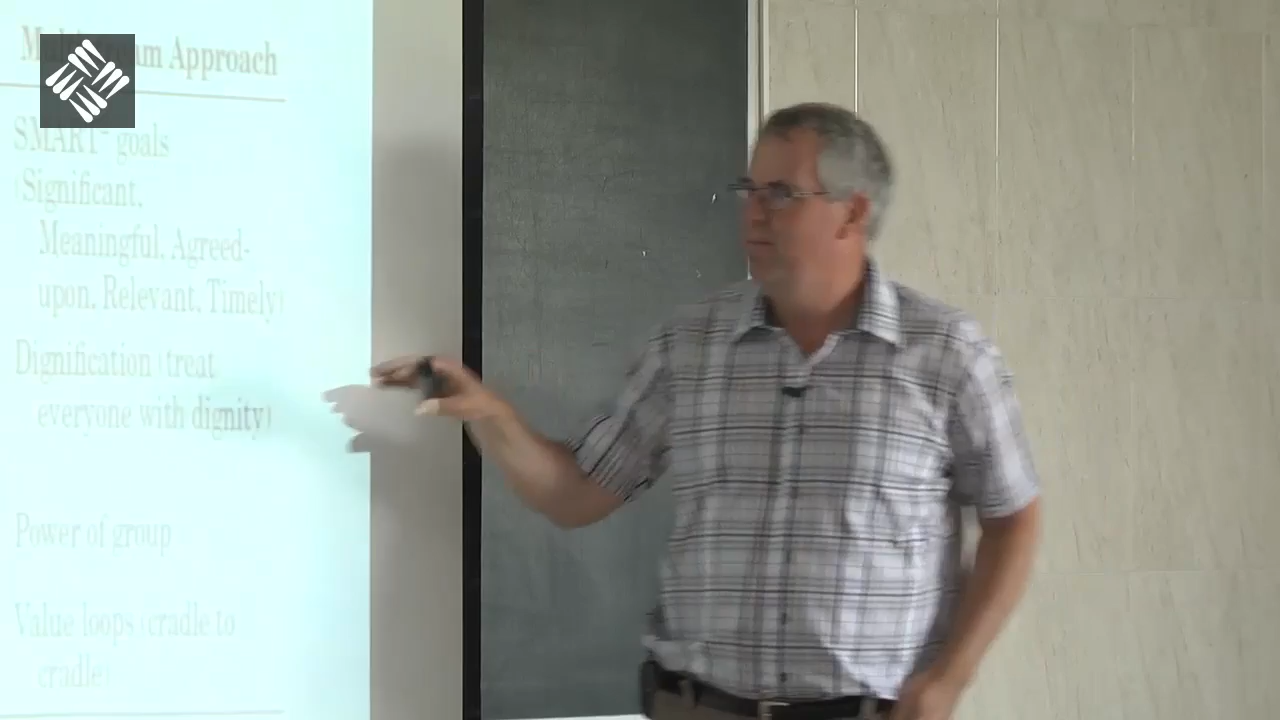 Approach
SMART goals
(Significant,
Meaningful, Agreed-
upon, Relevant, Timely)
Dignification (treat
everyone with dignity)
Power of group
Value loops (cradle to
cradle)